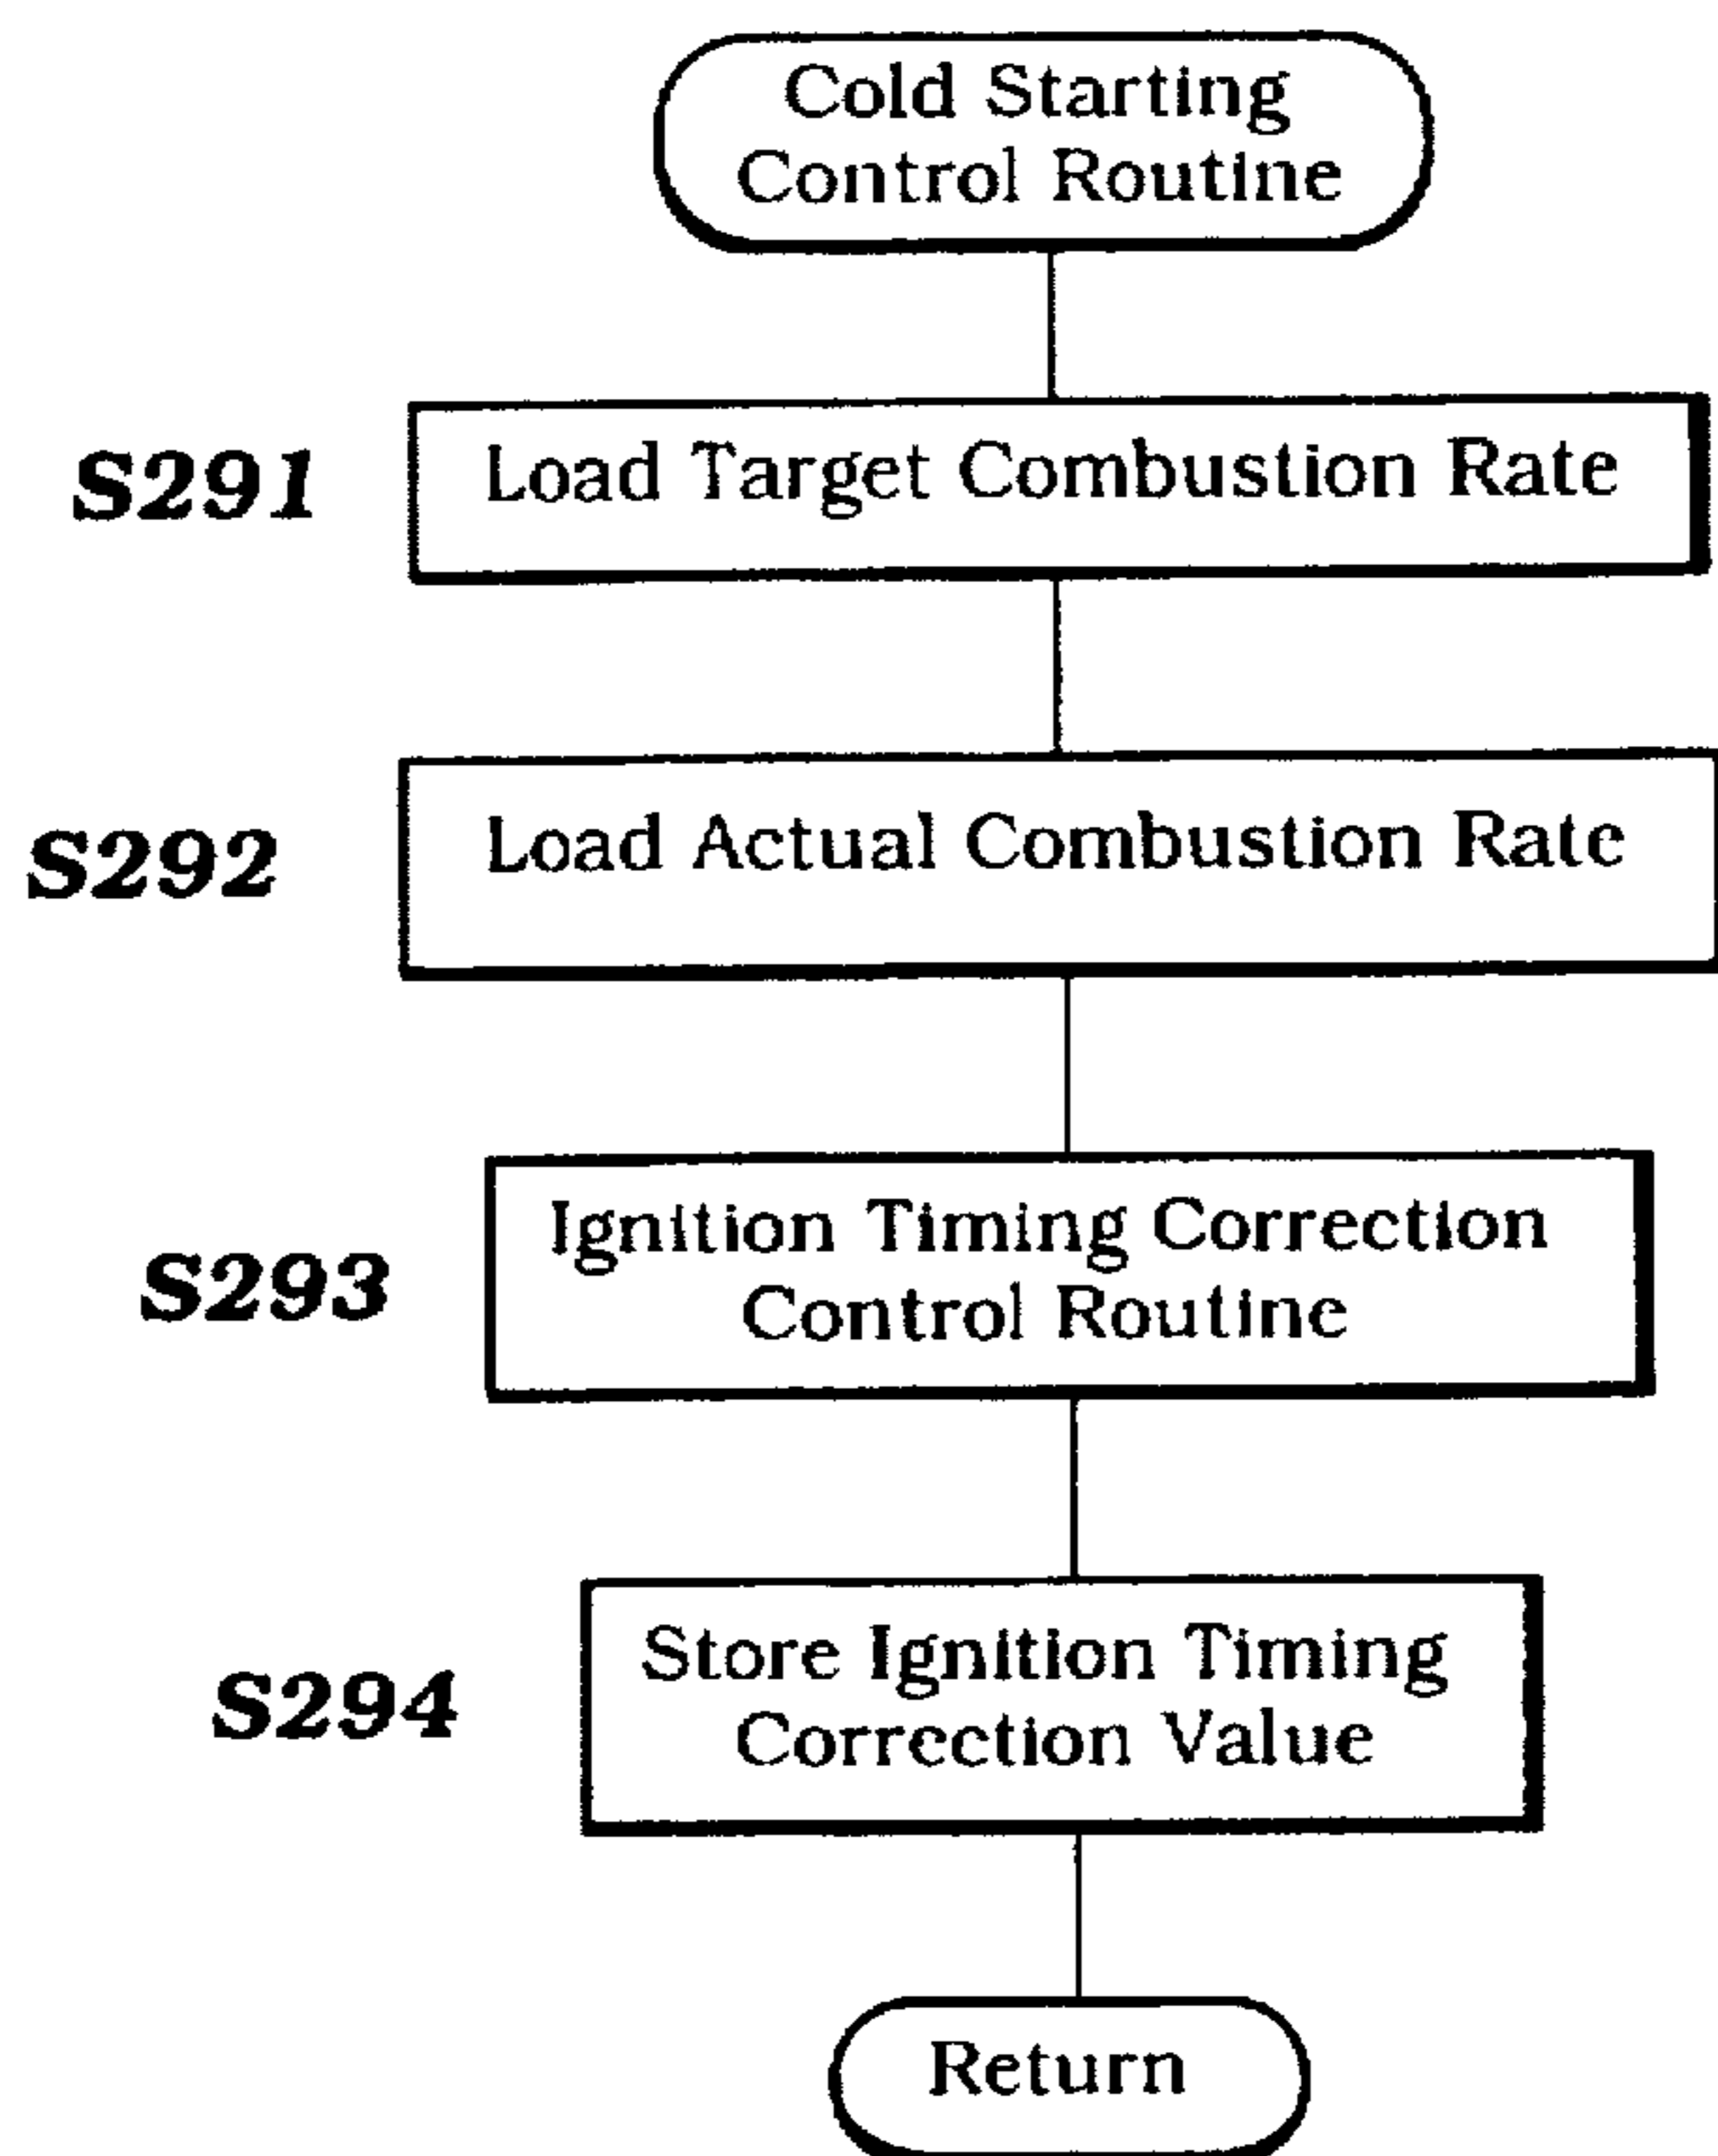 Cold Starting
Control Routine
S291
Load Target Combustion Rate
S292
Load Actual Combustion Rate
S293
Ignition Timing Correction
Control Routine
S294
Store Ignition Timing
Correction Value
Return